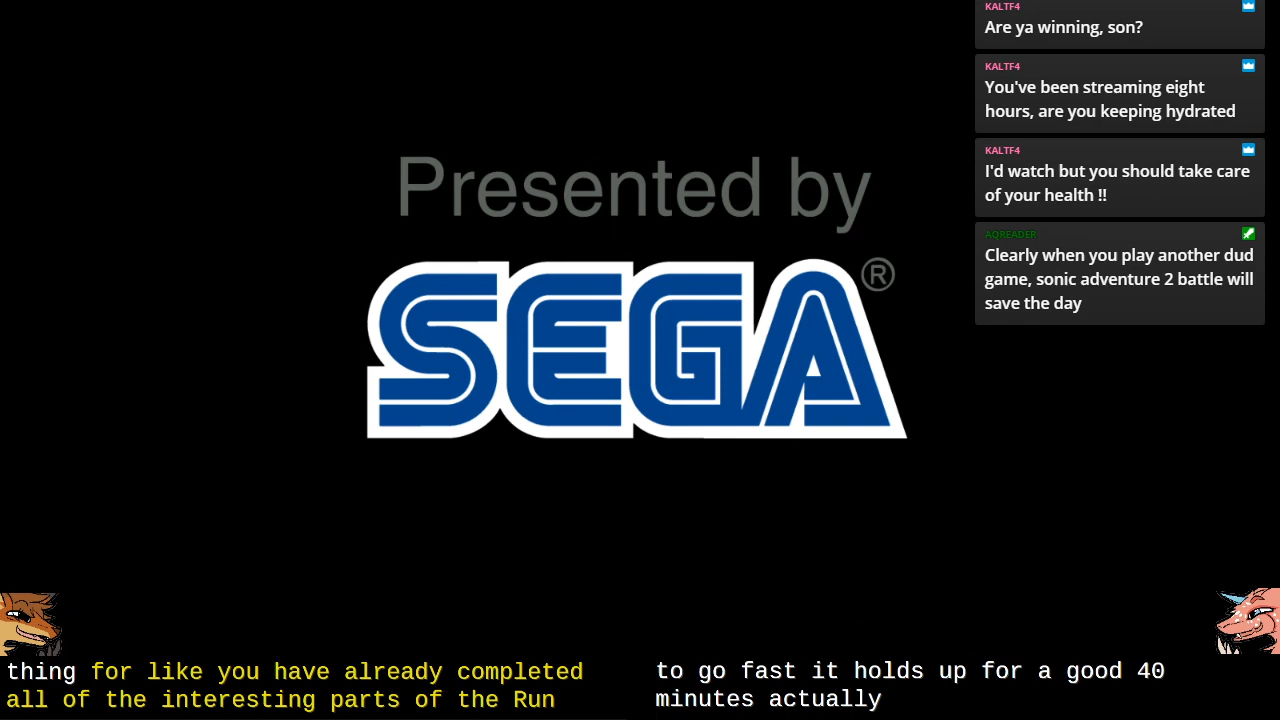 Presented by
SEGA®
KALTF4
Are ya winning, son?
KALTF4
You've been streaming eight
hours, are you keeping hydrated
KALTF4
I'd watch but you should take care
of your health !!
AQREADER
Clearly when you play another dud
game, sonic adventure 2 battle will
save the day
thing for like you have already completed
all of the interesting parts of the Run
to go fast it holds up for a good 40
minutes actually